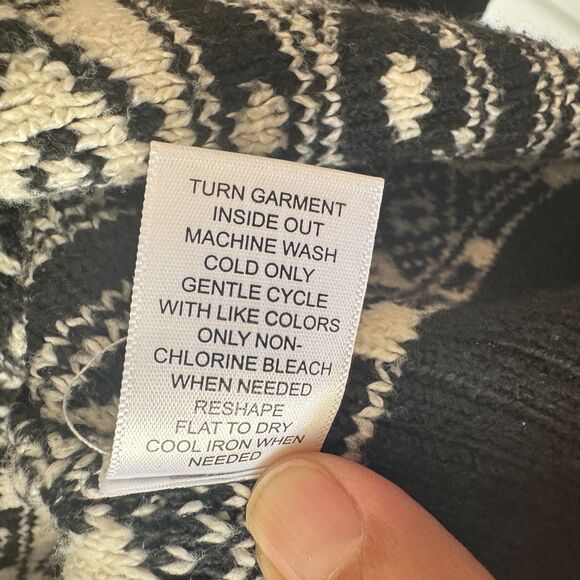 TURN GARMENT
INSIDE OUT
MACHINE WASH
COLD ONLY
GENTLE CYCLE
WITH LIKE COLORS
ONLY NON-
CHLORINE BLEACH
WHEN NEEDED
RESHAPE
FLAT TO DRY
COOL IRON WHEN
NEEDED